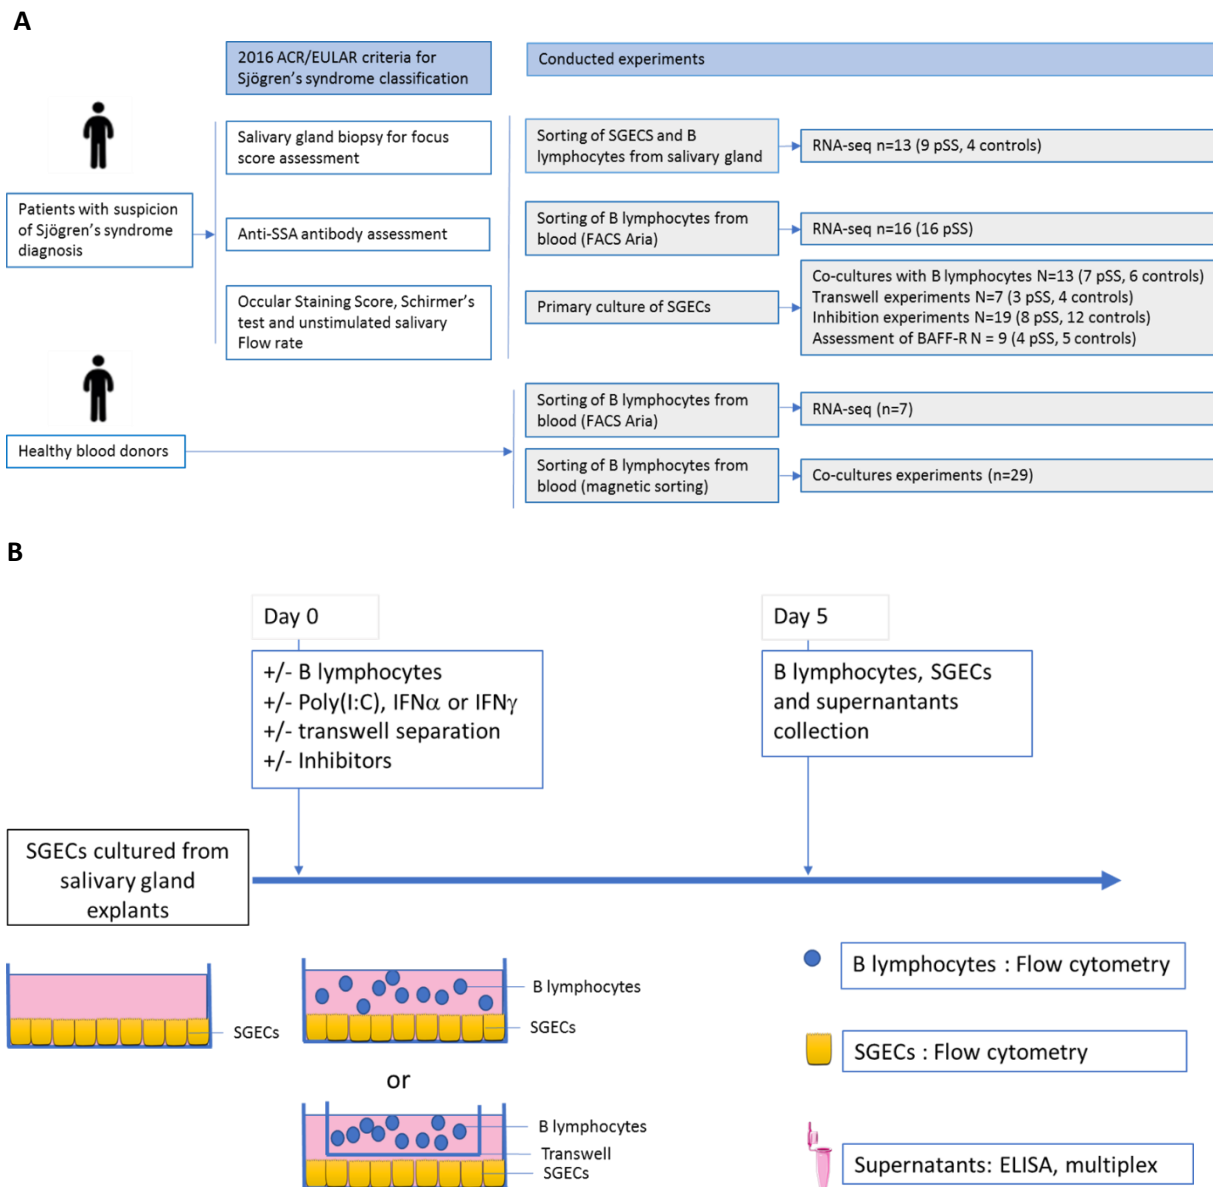 A
2016 ACR/EULAR criteria for
Sjögren's syndrome classification
Conducted experiments
Patients with suspicion
of Sjögren's syndrome
diagnosis
Salivary gland biopsy for focus
score assessment
Anti-SSA antibody assessment
Occular Staining Score, Schirmer's
test and unstimulated salivary
Flow rate
Sorting of SGECS and B
lymphocytes from salivary gland
RNA-seq n=13 (9 pSS, 4 controls)
Sorting of B lymphocytes from
blood (FACS Aria)
RNA-seq n=16 (16 pSS)
Primary culture of SGECs
Co-cultures with B lymphocytes N=13 (7 pSS, 6 controls)
Transwell experiments N=7 (3 pSS, 4 controls)
Inhibition experiments N=19 (8 pSS, 12 controls)
Assessment of BAFF-R N = 9 (4 pSS, 5 controls)
Healthy blood donors
Sorting of B lymphocytes from
blood (FACS Aria)
RNA-seq (n=7)
Sorting of B lymphocytes from
blood (magnetic sorting)
Co-cultures experiments (n=29)
B
Day 0
+/- B lymphocytes
+/- Poly(I:C), IFNα or IFNγ
+/- transwell separation
+/- Inhibitors
Day 5
B lymphocytes, SGECs
and supernantants
collection
SGECs cultured from
salivary gland
explants
SGECs
B lymphocytes
SGECs
or
B lymphocytes
Transwell
SGECs
B lymphocytes : Flow cytometry
SGECs : Flow cytometry
Supernatants: ELISA, multiplex